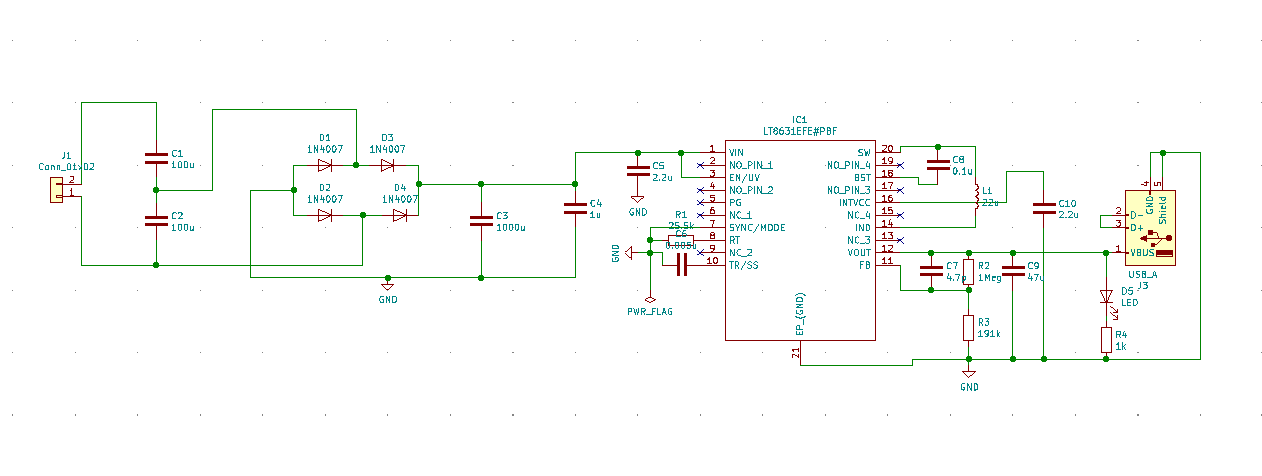 J1
Conn_01x02
2
1
C1
100u
C2
100u
D1
1N4007
D3
1N4007
D2
1N4007
D4
1N4007
C3
1000u
GND
C4
1u
C5
2.2u
GND
R1
25.5k
C6
0.005u
GND
PWR_FLAG
IC1
LT8631EFE#PBF
1 VIN
2 NO_PIN_1
3 EN/UV
4 NO_PIN_2
5 PG
6 NC_1
7 SYNC/MODE
8 RT
9 NC_2
10 TR/SS
SW 20
NO_PIN_4 19
BST 18
NO_PIN_3 17
INTVCC 16
NC_4 15
IND 14
NC_3 13
VOUT 12
FB 11
EP_(GND)
21
C8
0.1u
L1
22u
C10
2.2u
C7
R2
1Meg
C9
47u
R3
191k
GND
D5
LED
R4
1k
4 GND
5 Shield
2 D-
3 D+
1 VBUS
USB_A
J3